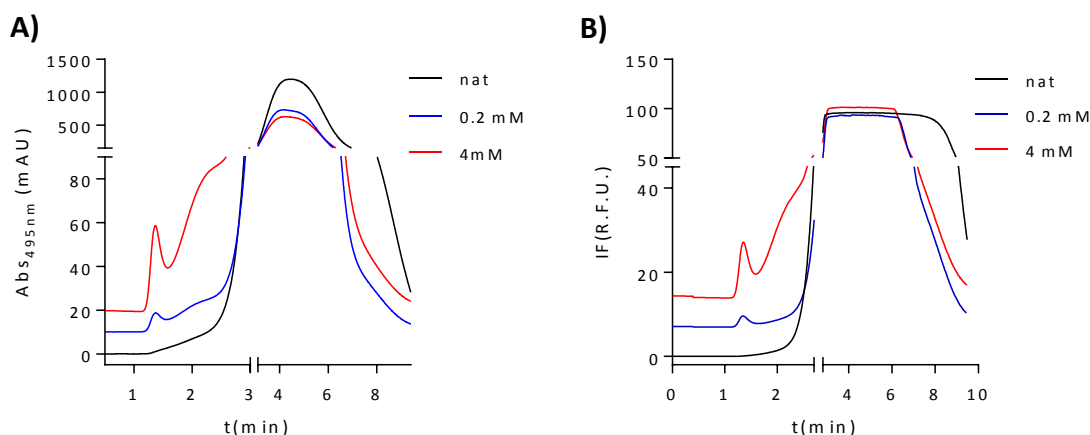 A)
1500
1000
500
80
60
40
20
0
Abs495nm (mAU)
1 2 3 4 6 8
t(min)
nat
0.2 mM
4mM
B)
150
100
50
40
20
0
IF(R.F.U.)
0 1 2 4 6 8 10
t(min)
nat
0.2 mM
4 mM